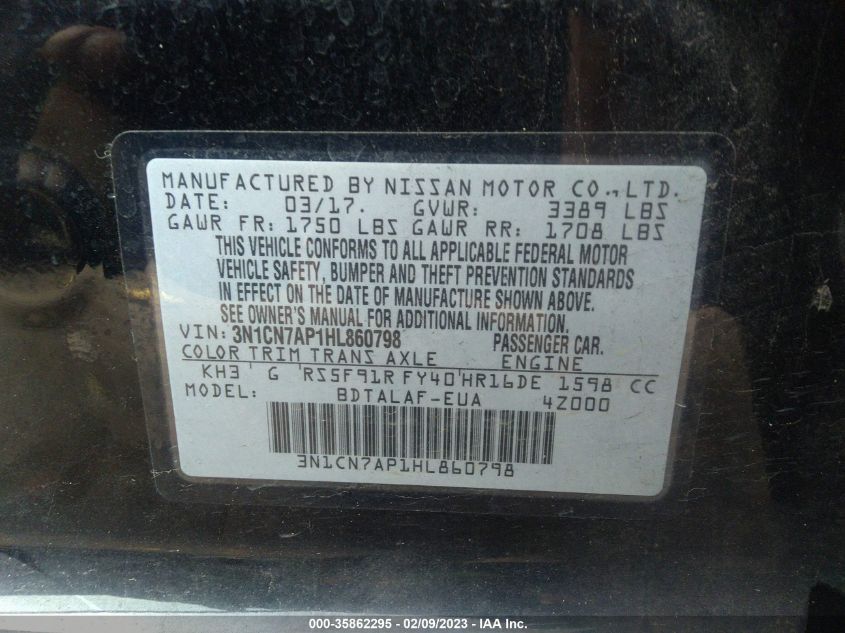 MANUFACTURED BY NISSAN MOTOR CO.,LTD.
DATE: 03/17. GVWR: 3389 LBS
GAWR FR: 1750 LBS GAWR RR: 1708 LBS
THIS VEHICLE CONFORMS TO ALL APPLICABLE FEDERAL MOTOR
VEHICLE SAFETY, BUMPER AND THEFT PREVENTION STANDARDS
IN EFFECT ON THE DATE OF MANUFACTURE SHOWN ABOVE.
SEE OWNER'S MANUAL FOR ADDITIONAL INFORMATION.
VIN: 3N1CN7AP1HL860798 PASSENGER CAR.
COLOR TRIM TRANS AXLE ENGINE
KH3 G RS5F91R FY40 HR16DE 1598 CC
MODEL: BDTALAF-EUA 4Z000
3N1CN7AP1HL860798
000-35862295 - 02/09/2023 - IAA Inc.